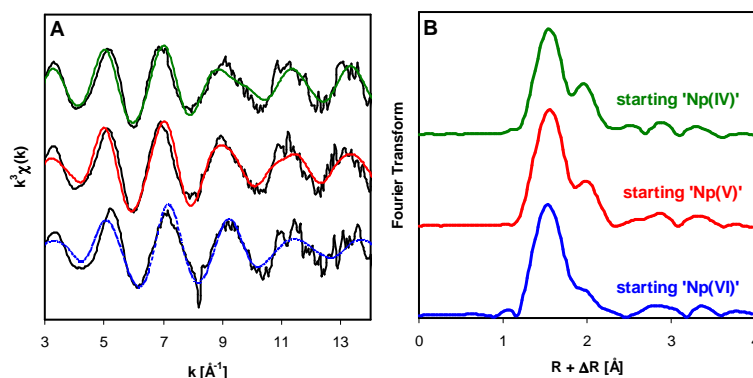 A
k³χ(k)
3 5 7 9 11 13
k [Å⁻¹]
B
Fourier Transform
starting 'Np(IV)'
starting 'Np(V)'
starting 'Np(VI)'
0 1 2 3 4
R + ΔR [Å]